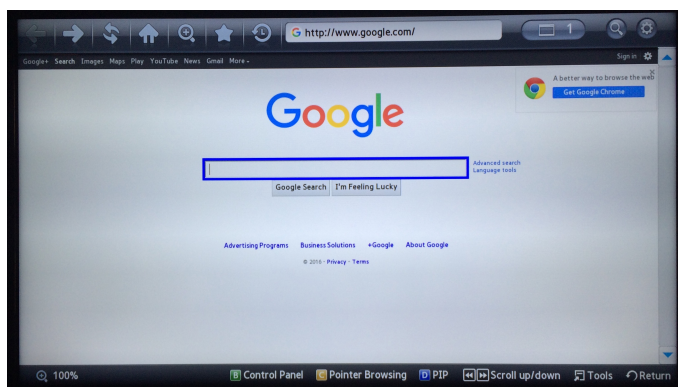 G http://www.google.com/ 1
Google+ Search Images Maps Play YouTube News Gmail More Sign in
A better way to browse the web
Get Google Chrome
Google
Advanced search
Language tools
Google Search I'm Feeling Lucky
Advertising Programs Business Solutions +Google About Google
© 2016 - Privacy - Terms
100% B Control Panel C Pointer Browsing D PIP Scroll up/down Tools Return